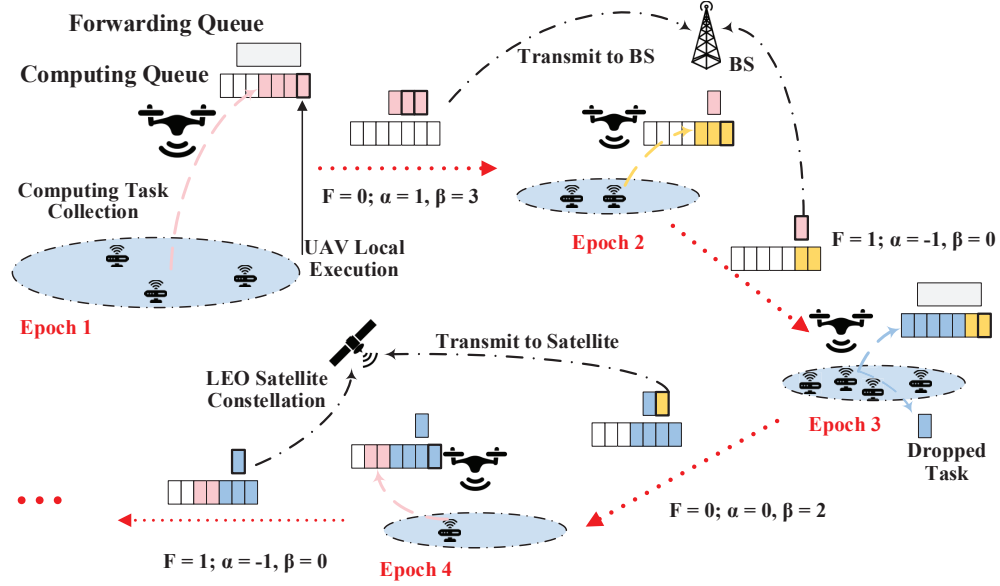 Forwarding Queue
Computing Queue
Transmit to BS
BS
Computing Task
Collection
F = 0; α = 1, β = 3
UAV Local
Execution
Epoch 1
Epoch 2
F = 1; α = -1, β = 0
Transmit to Satellite
LEO Satellite
Constellation
Epoch 3
Dropped
Task
F = 0; α = 0, β = 2
F = 1; α = -1, β = 0
Epoch 4